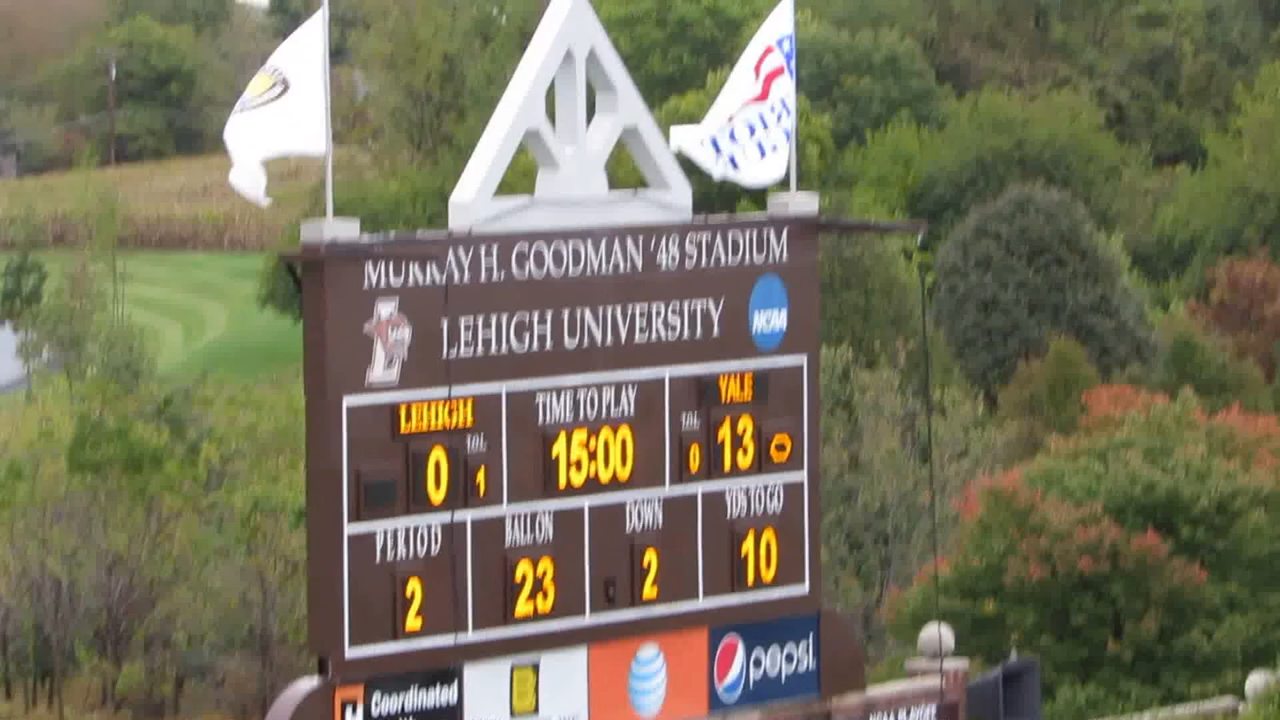 MURRAY H. GOODMAN '48 STADIUM
LEHIGH UNIVERSITY
NCAA
LEHIGH
TIME TO PLAY
YALE
0
TOL
1
15:00
TOL
0
13
PERIOD
BALL ON
DOWN
YDS TO GO
2
23
2
10
Coordinated
pepsi